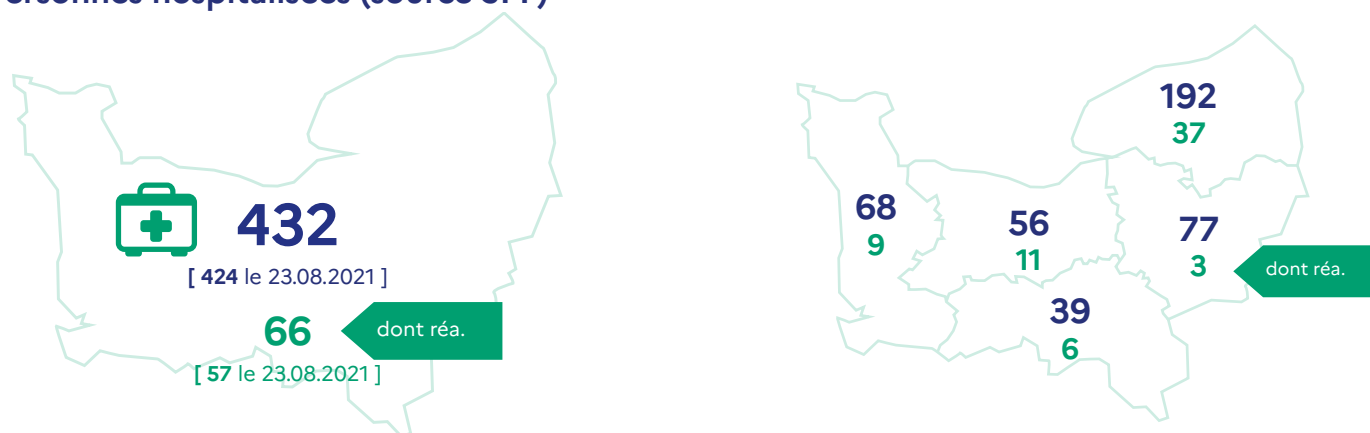 hospitalisées
432
[ 424 le 23.08.2021 ]
66
dont réa.
[ 57 le 23.08.2021 ]
192
37
68
9
56
11
77
3
dont réa.
39
6